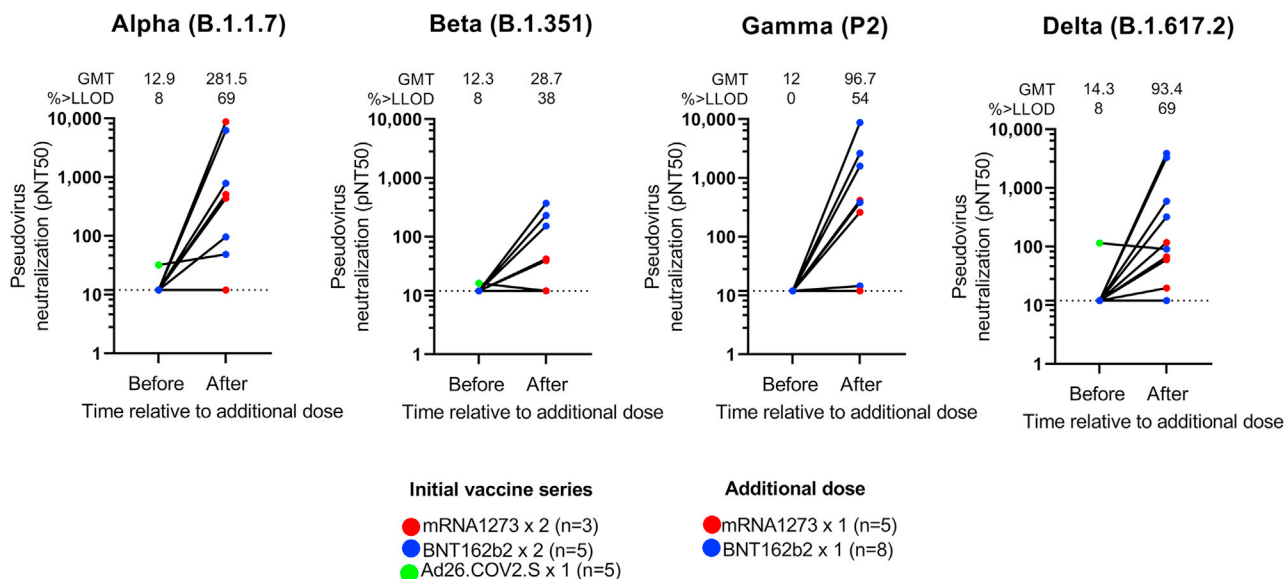 Alpha (B.1.1.7)
GMT 12.9 281.5
%>LLOD 8 69
10,000
1,000
100
10
1
Pseudovirus
neutralization (pNT50)
Before After
Time relative to additional dose
Beta (B.1.351)
GMT 12.3 28.7
%>LLOD 8 38
10,000
1,000
100
10
1
Pseudovirus
neutralization (pNT50)
Before After
Time relative to additional dose
Gamma (P2)
GMT 12 96.7
%>LLOD 0 54
10,000
1,000
100
10
1
Pseudovirus
neutralization (pNT50)
Before After
Time relative to additional dose
Delta (B.1.617.2)
GMT 14.3 93.4
%>LLOD 8 69
10,000
1,000
100
10
1
Pseudovirus
neutralization (pNT50)
Before After
Time relative to additional dose
Initial vaccine series
mRNA1273 x 2 (n=3)
BNT162b2 x 2 (n=5)
Ad26.COV2.S x 1 (n=5)
Additional dose
mRNA1273 x 1 (n=5)
BNT162b2 x 1 (n=8)